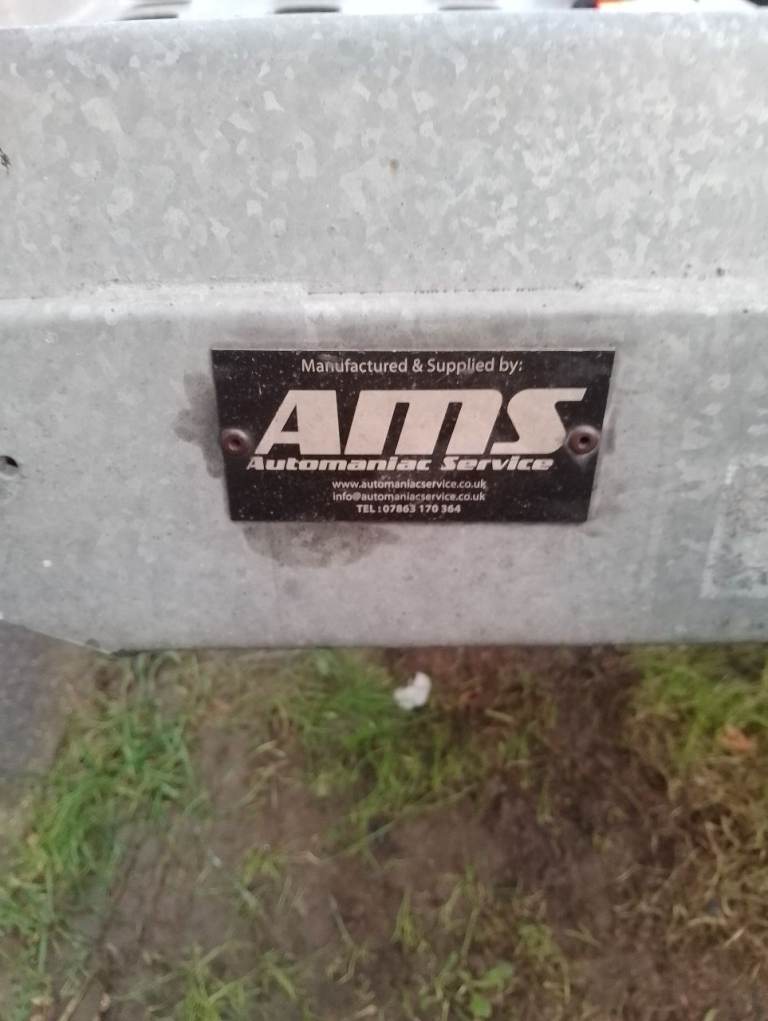 Manufactured & Supplied by:
AMS
Automaniac Service
www.automaniacservice.co.uk
info@automaniacservice.co.uk
TEL : 07863 170 364